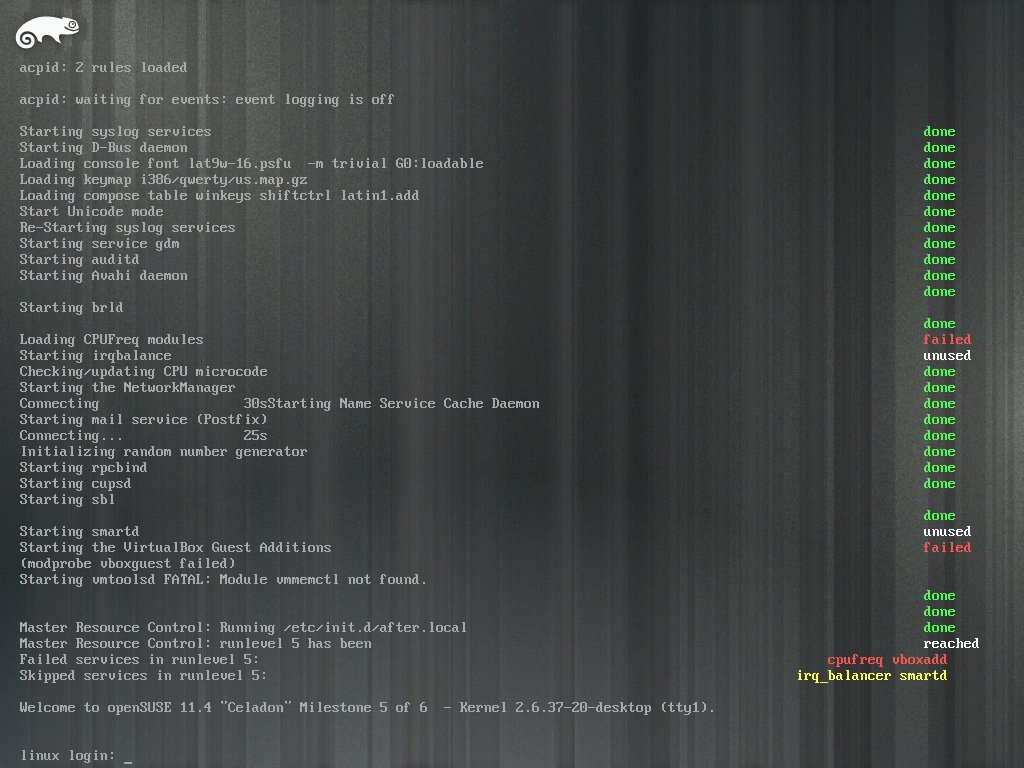 acpid: 2 rules loaded
acpid: waiting for events: event logging is off
Starting syslog services done
Starting D-Bus daemon done
Loading console font lat9w-16.psfu  -m trivial G0:loadable done
Loading keymap i386/qwerty/us.map.gz done
Loading compose table winkeys shiftctrl latin1.add done
Start Unicode mode done
Re-Starting syslog services done
Starting service gdm done
Starting auditd done
Starting Avahi daemon done
done
Starting brld
done
Loading CPUFreq modules failed
Starting irqbalance unused
Checking/updating CPU microcode done
Starting the NetworkManager done
Connecting 30sStarting Name Service Cache Daemon done
Starting mail service (Postfix) done
Connecting... 25s done
Initializing random number generator done
Starting rpcbind done
Starting cupsd done
Starting sbl
done
Starting smartd unused
Starting the VirtualBox Guest Additions failed
(modprobe vboxguest failed)
Starting vmtoolsd FATAL: Module vmmemctl not found.
done
done
Master Resource Control: Running /etc/init.d/after.local done
Master Resource Control: runlevel 5 has been reached
Failed services in runlevel 5: cpufreq vboxadd
Skipped services in runlevel 5: irq_balancer smartd
Welcome to openSUSE 11.4 "Celadon" Milestone 5 of 6  - Kernel 2.6.37-20-desktop (tty1).
linux login: _